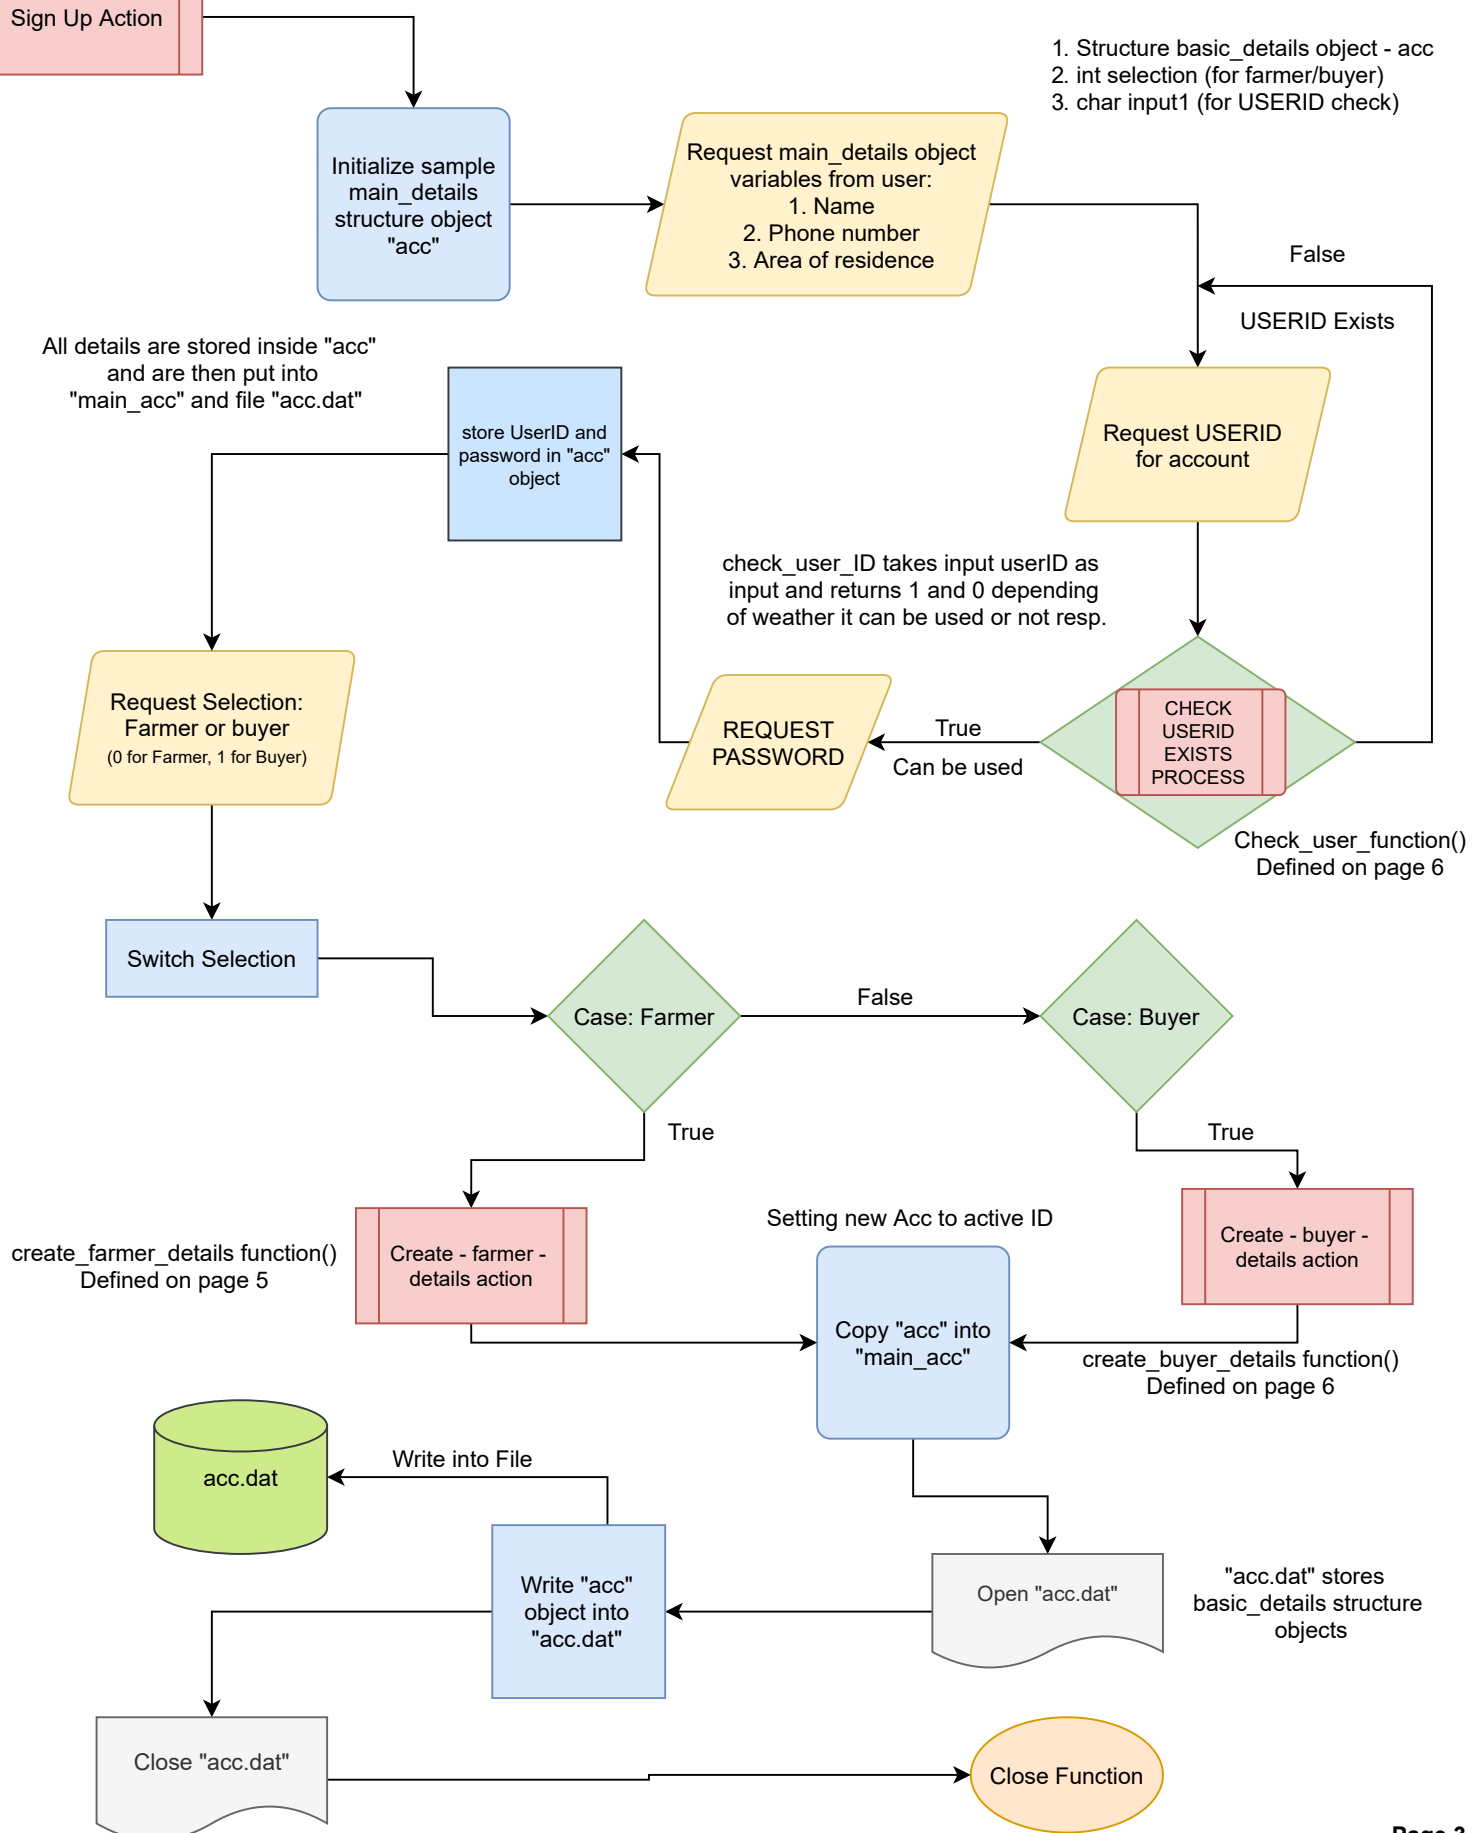 Sign Up Action
1. Structure basic_details object - acc
2. int selection (for farmer/buyer)
3. char input1 (for USERID check)
Initialize sample
main_details
structure object
"acc"
Request main_details object
variables from user:
1. Name
2. Phone number
3. Area of residence
False
USERID Exists
All details are stored inside "acc"
and are then put into
"main_acc" and file "acc.dat"
store UserID and
password in "acc"
object
Request USERID
for account
check_user_ID takes input userID as
input and returns 1 and 0 depending
of weather it can be used or not resp.
Request Selection:
Farmer or buyer
(0 for Farmer, 1 for Buyer)
REQUEST
PASSWORD
True
Can be used
CHECK
USERID
EXISTS
PROCESS
Check_user_function()
Defined on page 6
Switch Selection
Case: Farmer
False
Case: Buyer
True
True
create_farmer_details function()
Defined on page 5
Create - farmer -
details action
Setting new Acc to active ID
Create - buyer -
details action
Copy "acc" into
"main_acc"
create_buyer_details function()
Defined on page 6
acc.dat
Write into File
Write "acc"
object into
"acc.dat"
Open "acc.dat"
"acc.dat" stores
basic_details structure
objects
Close "acc.dat"
Close Function
Page